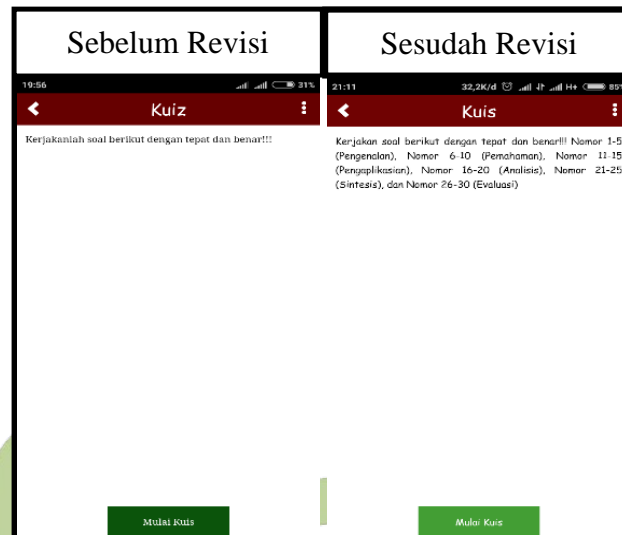 Sebelum Revisi
19:56 31%
Kuiz
Kerjakanlah soal berikut dengan tepat dan benar!!!
Mulai Kuis
Sesudah Revisi
21:11 32,2K/d H+ 85%
Kuis
Kerjakan soal berikut dengan tepat dan benar!!! Nomor 1-5
(Pengenalan), Nomor 6-10 (Pemahaman), Nomor 11-15
(Pengaplikasian), Nomor 16-20 (Analisis), Nomor 21-25
(Sintesis), dan Nomor 26-30 (Evaluasi)
Mulai Kuis